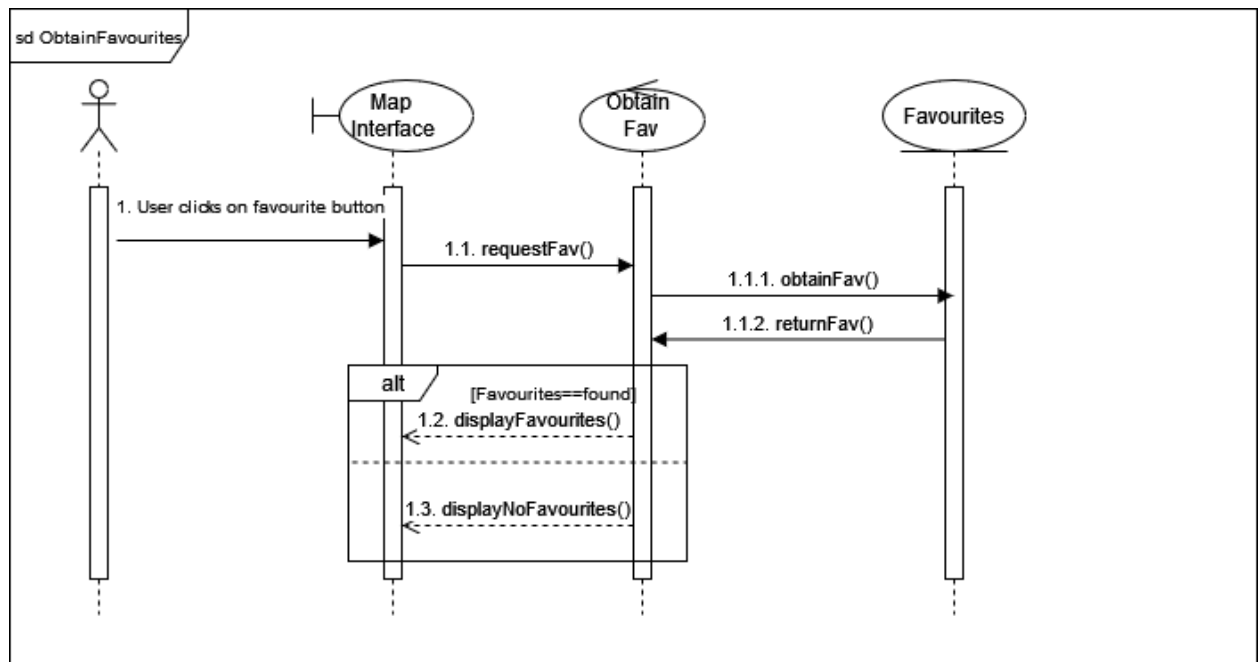 sd ObtainFavourites
Map
Interface
Obtain
Fav
Favourites
1. User clicks on favourite button
1.1. requestFav()
1.1.1. obtainFav()
1.1.2. returnFav()
alt
[Favourites==found]
1.2. displayFavourites()
1.3. displayNoFavourites()